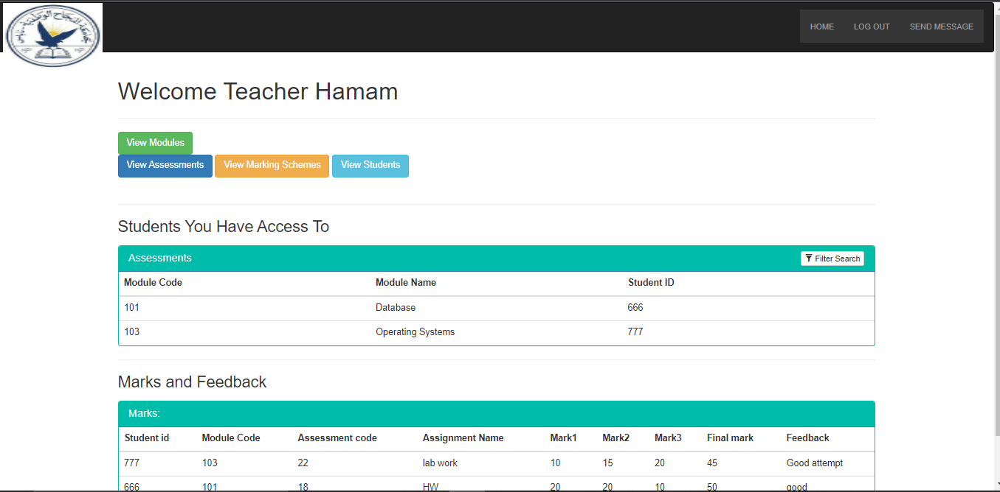 جامعة النجاح الوطنية - نابلس
HOME LOG OUT SEND MESSAGE
Welcome Teacher Hamam
View Modules
View Assessments View Marking Schemes View Students
Students You Have Access To
Assessments Filter Search
Module Code Module Name Student ID
101 Database 666
103 Operating Systems 777
Marks and Feedback
Marks:
Student id Module Code Assessment code Assignment Name Mark1 Mark2 Mark3 Final mark Feedback
777 103 22 lab work 10 15 20 45 Good attempt
666 101 18 HW 20 20 10 50 good